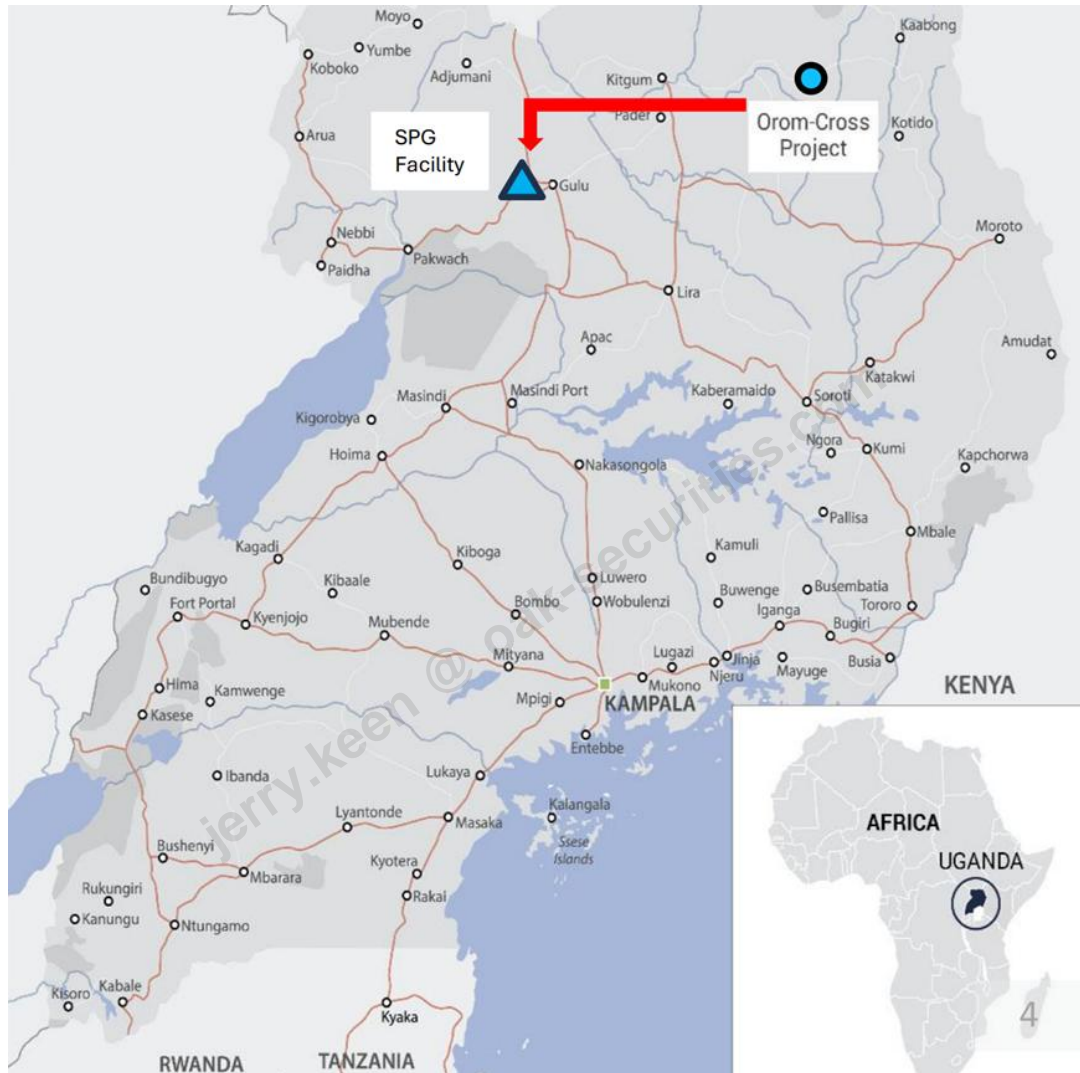 Moyo
Kaabong
Yumbe
Koboko
Adjumani
Kitgum
Pader
Orom-Cross
Project
Kotido
SPG
Facility
Arua
Gulu
Nebbi
Pakwach
Paidha
Moroto
Lira
Apac
Amudat
Katakwi
Masindi
Masindi Port
Kaberamaido
Soroti
Kigorobya
Ngora
Kumi
Hoima
Nakasongola
Kapchorwa
Pallisa
Mbale
Kagadi
Kiboga
Kamuli
Bundibugyo
Kibaale
Luwero
Wobulenzi
Buwenge
Busembatia
Fort Portal
Kyenjojo
Bombo
Iganga
Tororo
Mubende
Bugiri
Mityana
Lugazi
Jinja
Njeru
Mayuge
Busia
Hima
Kamwenge
Mpigi
Mukono
KAMPALA
KENYA
Kasese
Entebbe
Ibanda
Lukaya
Lyantonde
Masaka
Kalangala
Ssese
Islands
Bushenyi
Kyotera
Mbarara
Rukungiri
Rakai
Kanungu
Ntungamo
Kisoro
Kabale
Kyaka
RWANDA
TANZANIA
AFRICA
UGANDA
4
jerry.keen @ oak-securities.com